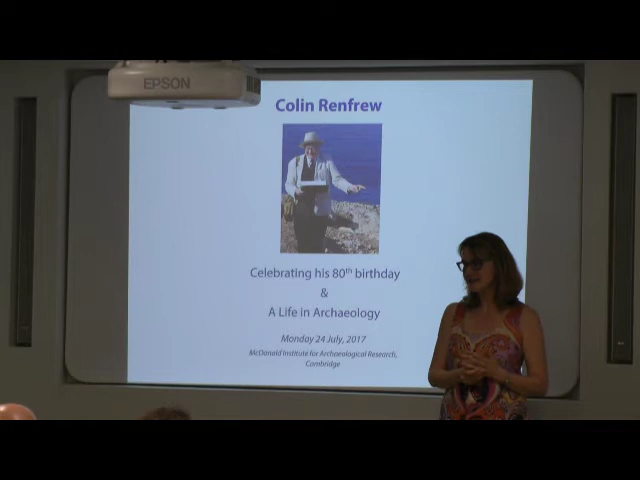 EPSON
Colin Renfrew
Celebrating his 80th birthday
&
A Life in Archaeology
Monday 24 July, 2017
McDonald Institute for Archaeological Research,
Cambridge